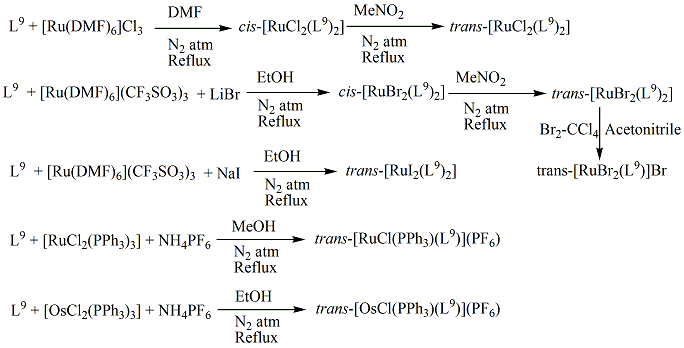 L9 + [Ru(DMF)6]Cl3 DMF N2 atm Reflux cis-[RuCl2(L9)2] MeNO2 N2 atm Reflux trans-[RuCl2(L9)2]
L9 + [Ru(DMF)6](CF3SO3)3 + LiBr EtOH N2 atm Reflux cis-[RuBr2(L9)2] MeNO2 N2 atm Reflux trans-[RuBr2(L9)2]
Br2-CCl4 Acetonitrile
L9 + [Ru(DMF)6](CF3SO3)3 + NaI EtOH N2 atm Reflux trans-[RuI2(L9)2] trans-[RuBr2(L9)]Br
L9 + [RuCl2(PPh3)3] + NH4PF6 MeOH N2 atm Reflux trans-[RuCl(PPh3)(L9)](PF6)
L9 + [OsCl2(PPh3)3] + NH4PF6 EtOH N2 atm Reflux trans-[OsCl(PPh3)(L9)](PF6)